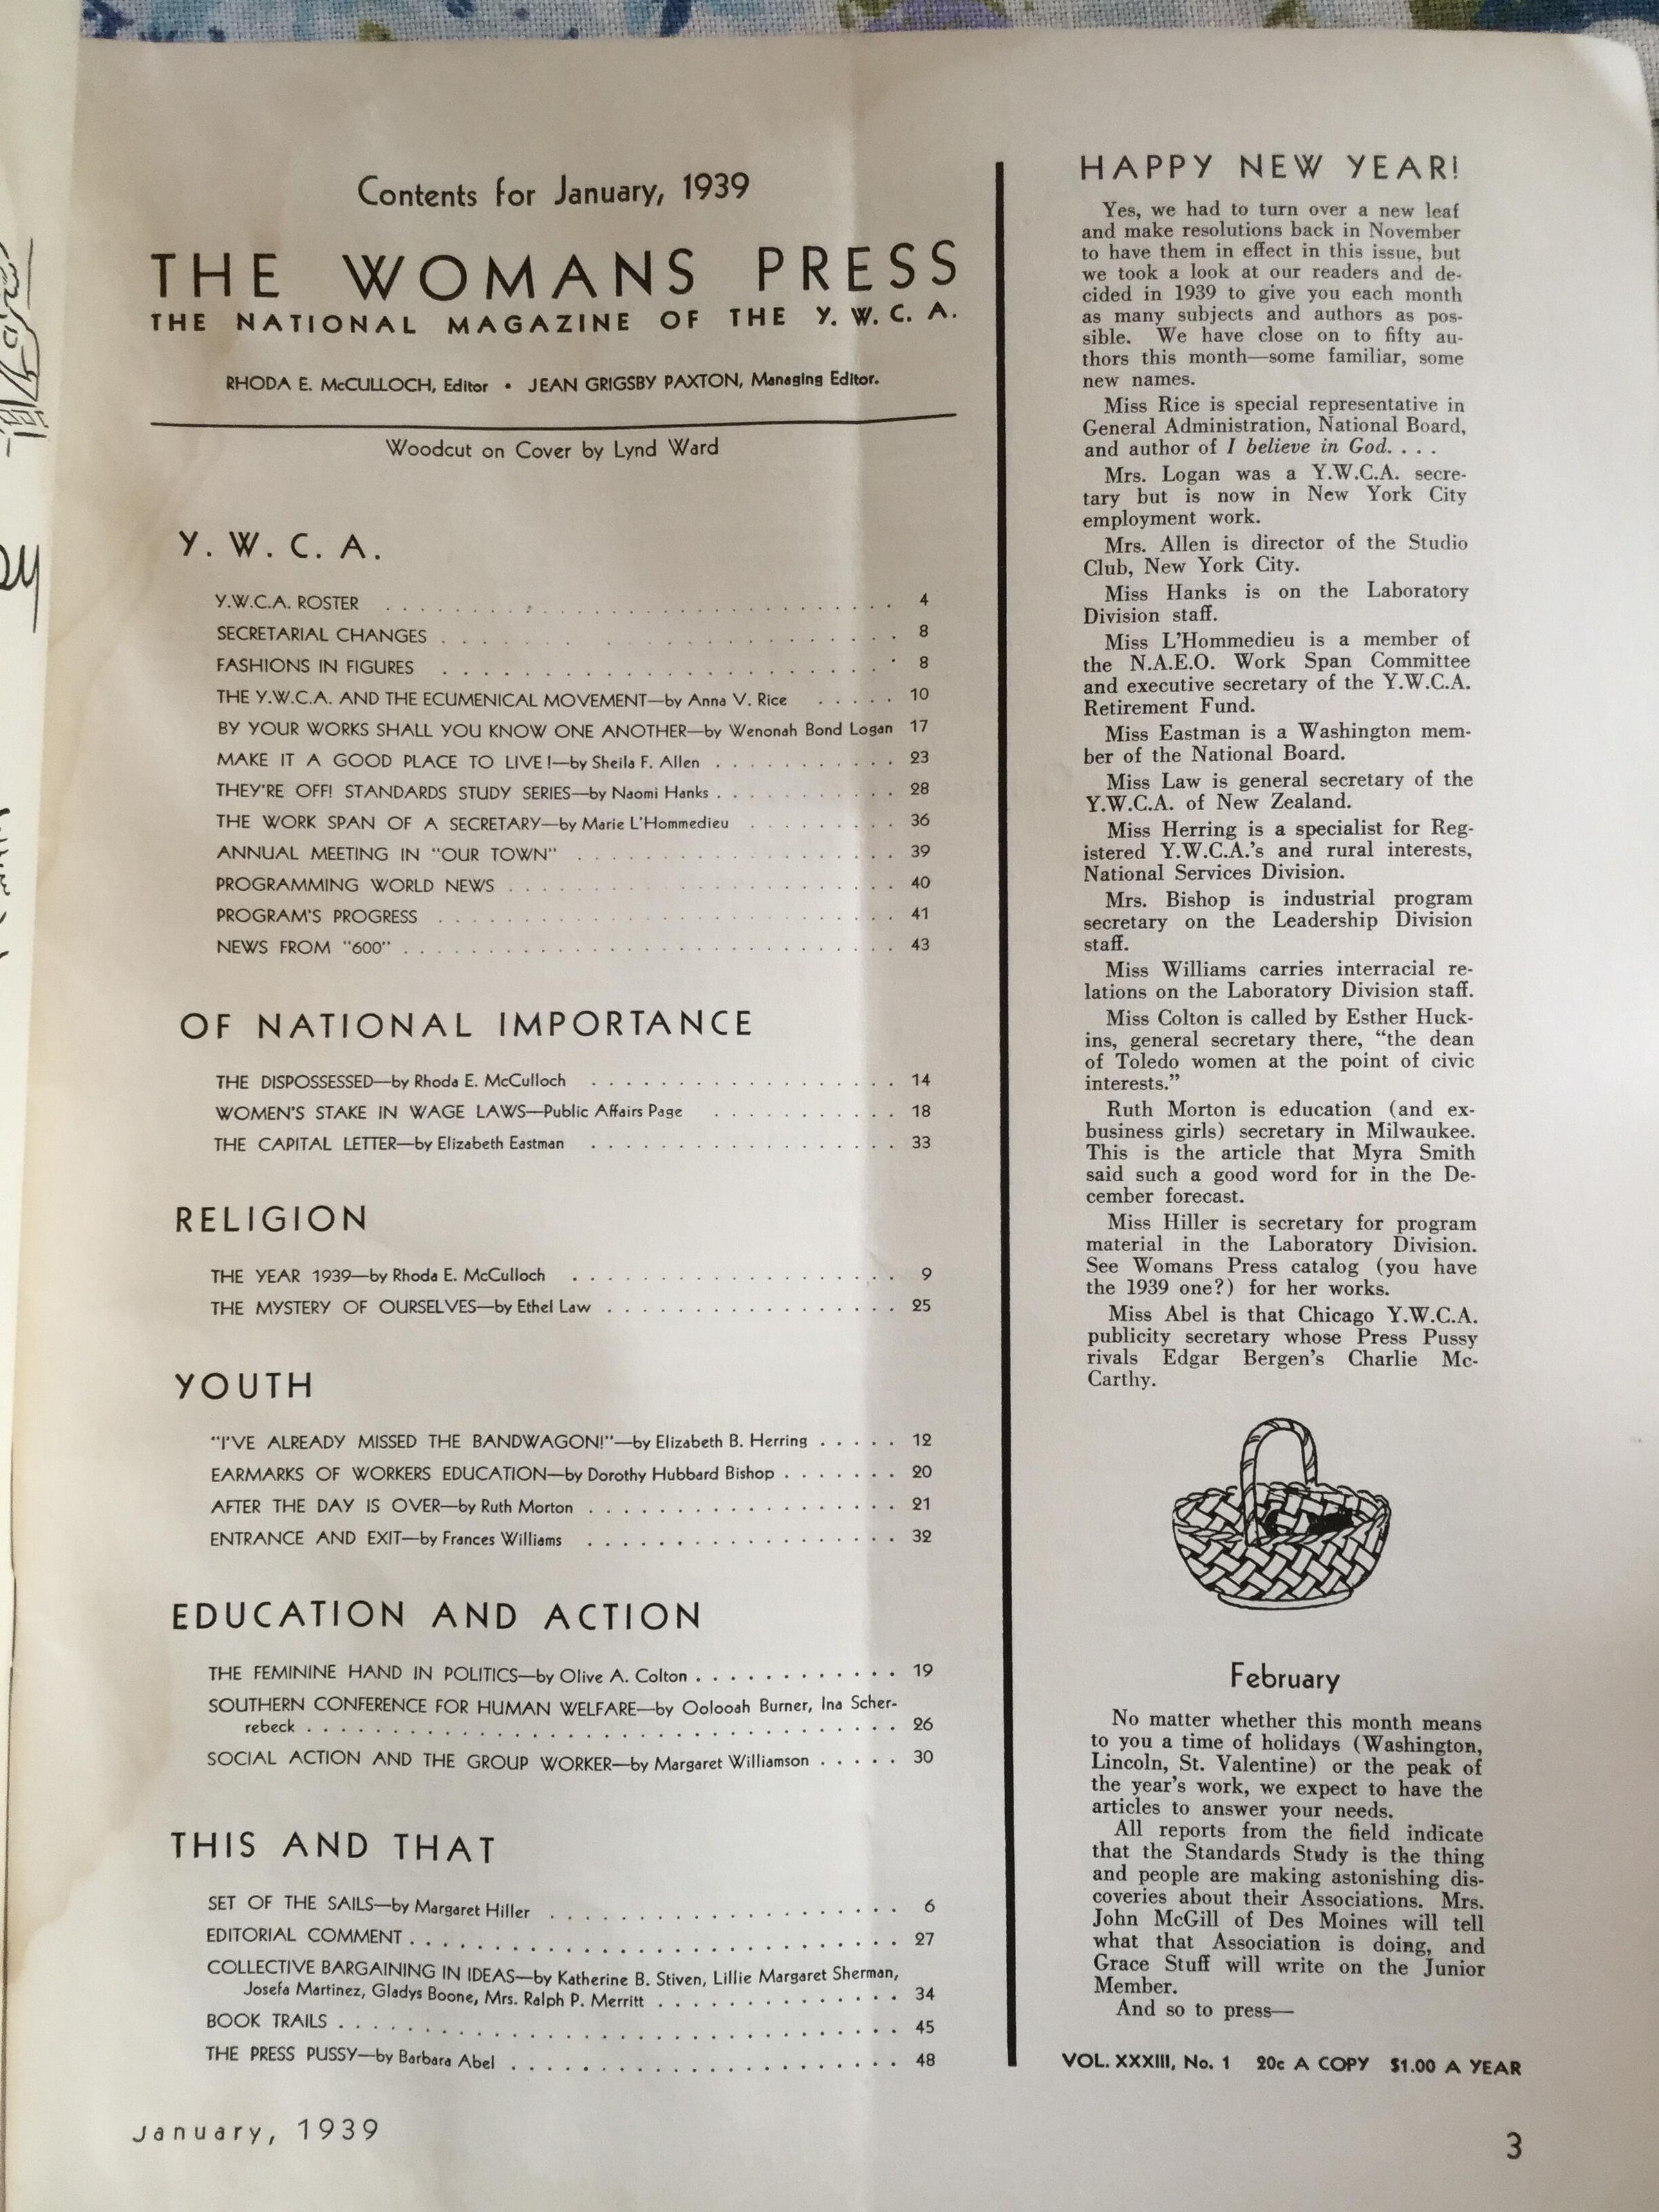 Contents for January, 1939
THE WOMANS PRESS
THE NATIONAL MAGAZINE OF THE Y. W. C. A.
RHODA E. McCULLOCH, Editor • JEAN GRIGSBY PAXTON, Managing Editor.
Woodcut on Cover by Lynd Ward
Y. W. C. A.
Y.W.C.A. ROSTER . . . . . . . . . . 4
SECRETARIAL CHANGES . . . . . . . . . . 8
FASHIONS IN FIGURES . . . . . . . . . . 8
THE Y.W.C.A. AND THE ECUMENICAL MOVEMENT—by Anna V. Rice . . . . . 10
BY YOUR WORKS SHALL YOU KNOW ONE ANOTHER—by Wenonah Bond Logan 17
MAKE IT A GOOD PLACE TO LIVE!—by Sheila F. Allen . . . . . . . . . . 23
THEY'RE OFF! STANDARDS STUDY SERIES—by Naomi Hanks . . . . . . . . . . 28
THE WORK SPAN OF A SECRETARY—by Marie L'Hommedieu . . . . . . . . . 36
ANNUAL MEETING IN "OUR TOWN" . . . . . . . . . . 39
PROGRAMMING WORLD NEWS . . . . . . . . . . 40
PROGRAM'S PROGRESS . . . . . . . . . . 41
NEWS FROM "600" . . . . . . . . . . 43
OF NATIONAL IMPORTANCE
THE DISPOSSESSED—by Rhoda E. McCulloch . . . . . . . . . . 14
WOMEN'S STAKE IN WAGE LAWS—Public Affairs Page . . . . . . . . . . 18
THE CAPITAL LETTER—by Elizabeth Eastman . . . . . . . . . . 33
RELIGION
THE YEAR 1939—by Rhoda E. McCulloch . . . . . . . . . . 9
THE MYSTERY OF OURSELVES—by Ethel Law . . . . . . . . . . 25
YOUTH
"I'VE ALREADY MISSED THE BANDWAGON!"—by Elizabeth B. Herring . . . . . 12
EARMARKS OF WORKERS EDUCATION—by Dorothy Hubbard Bishop . . . . . . . 20
AFTER THE DAY IS OVER—by Ruth Morton . . . . . . . . . . 21
ENTRANCE AND EXIT—by Frances Williams . . . . . . . . . . 32
EDUCATION AND ACTION
THE FEMININE HAND IN POLITICS—by Olive A. Colton . . . . . . . . . . 19
SOUTHERN CONFERENCE FOR HUMAN WELFARE—by Oolooah Burner, Ina Scher-
rebeck . . . . . . . . . . 26
SOCIAL ACTION AND THE GROUP WORKER—by Margaret Williamson . . . . . 30
THIS AND THAT
SET OF THE SAILS—by Margaret Hiller . . . . . . . . . . 6
EDITORIAL COMMENT . . . . . . . . . . 27
COLLECTIVE BARGAINING IN IDEAS—by Katherine B. Stiven, Lillie Margaret Sherman,
Josefa Martinez, Gladys Boone, Mrs. Ralph P. Merritt . . . . . . . . . . 34
BOOK TRAILS . . . . . . . . . . 45
THE PRESS PUSSY—by Barbara Abel . . . . . . . . . . 48
January, 1939
HAPPY NEW YEAR!
Yes, we had to turn over a new leaf
and make resolutions back in November
to have them in effect in this issue, but
we took a look at our readers and de-
cided in 1939 to give you each month
as many subjects and authors as pos-
sible. We have close on to fifty au-
thors this month—some familiar, some
new names.
Miss Rice is special representative in
General Administration, National Board,
and author of I believe in God. . . .
Mrs. Logan was a Y.W.C.A. secre-
tary but is now in New York City
employment work.
Mrs. Allen is director of the Studio
Club, New York City.
Miss Hanks is on the Laboratory
Division staff.
Miss L'Hommedieu is a member of
the N.A.E.O. Work Span Committee
and executive secretary of the Y.W.C.A.
Retirement Fund.
Miss Eastman is a Washington mem-
ber of the National Board.
Miss Law is general secretary of the
Y.W.C.A. of New Zealand.
Miss Herring is a specialist for Reg-
istered Y.W.C.A.'s and rural interests,
National Services Division.
Mrs. Bishop is industrial program
secretary on the Leadership Division
staff.
Miss Williams carries interracial re-
lations on the Laboratory Division staff.
Miss Colton is called by Esther Huck-
ins, general secretary there, "the dean
of Toledo women at the point of civic
interests."
Ruth Morton is education (and ex-
business girls) secretary in Milwaukee.
This is the article that Myra Smith
said such a good word for in the De-
cember forecast.
Miss Hiller is secretary for program
material in the Laboratory Division.
See Womans Press catalog (you have
the 1939 one?) for her works.
Miss Abel is that Chicago Y.W.C.A.
publicity secretary whose Press Pussy
rivals Edgar Bergen's Charlie Mc-
Carthy.
February
No matter whether this month means
to you a time of holidays (Washington,
Lincoln, St. Valentine) or the peak of
the year's work, we expect to have the
articles to answer your needs.
All reports from the field indicate
that the Standards Study is the thing
and people are making astonishing dis-
coveries about their Associations. Mrs.
John McGill of Des Moines will tell
what that Association is doing, and
Grace Stuff will write on the Junior
Member.
And so to press—
VOL. XXXIII, No. 1 20c A COPY $1.00 A YEAR
3